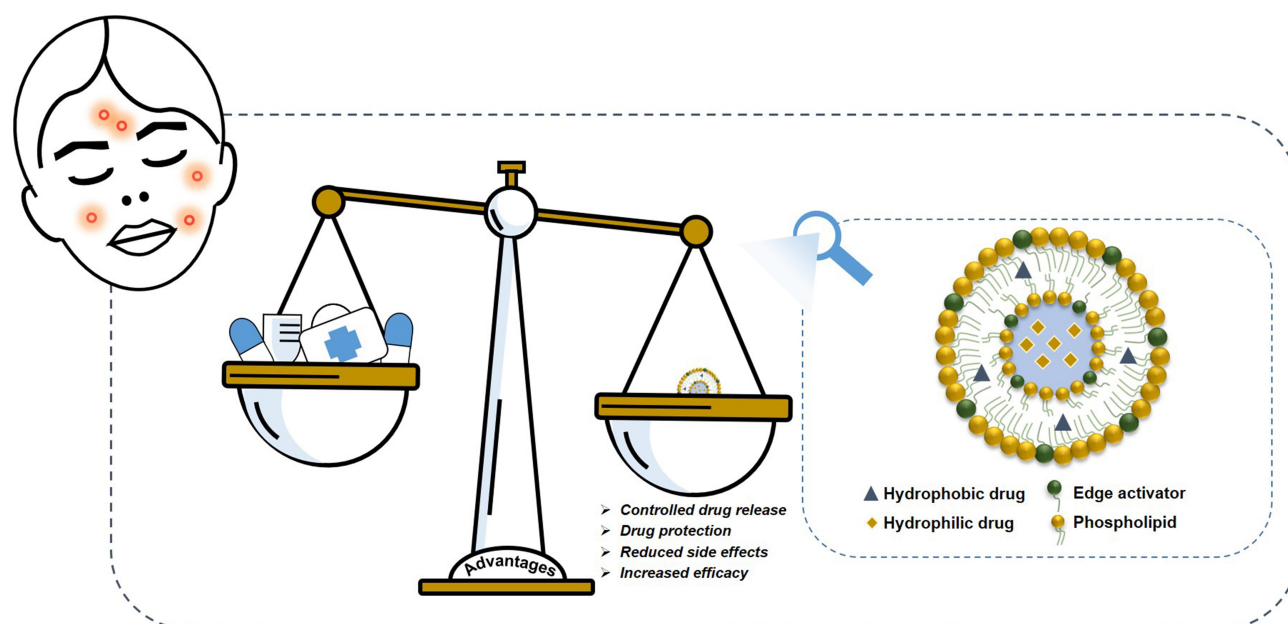 Advantages
➢ Controlled drug release
➢ Drug protection
➢ Reduced side effects
➢ Increased efficacy
Hydrophobic drug
Edge activator
Hydrophilic drug
Phospholipid